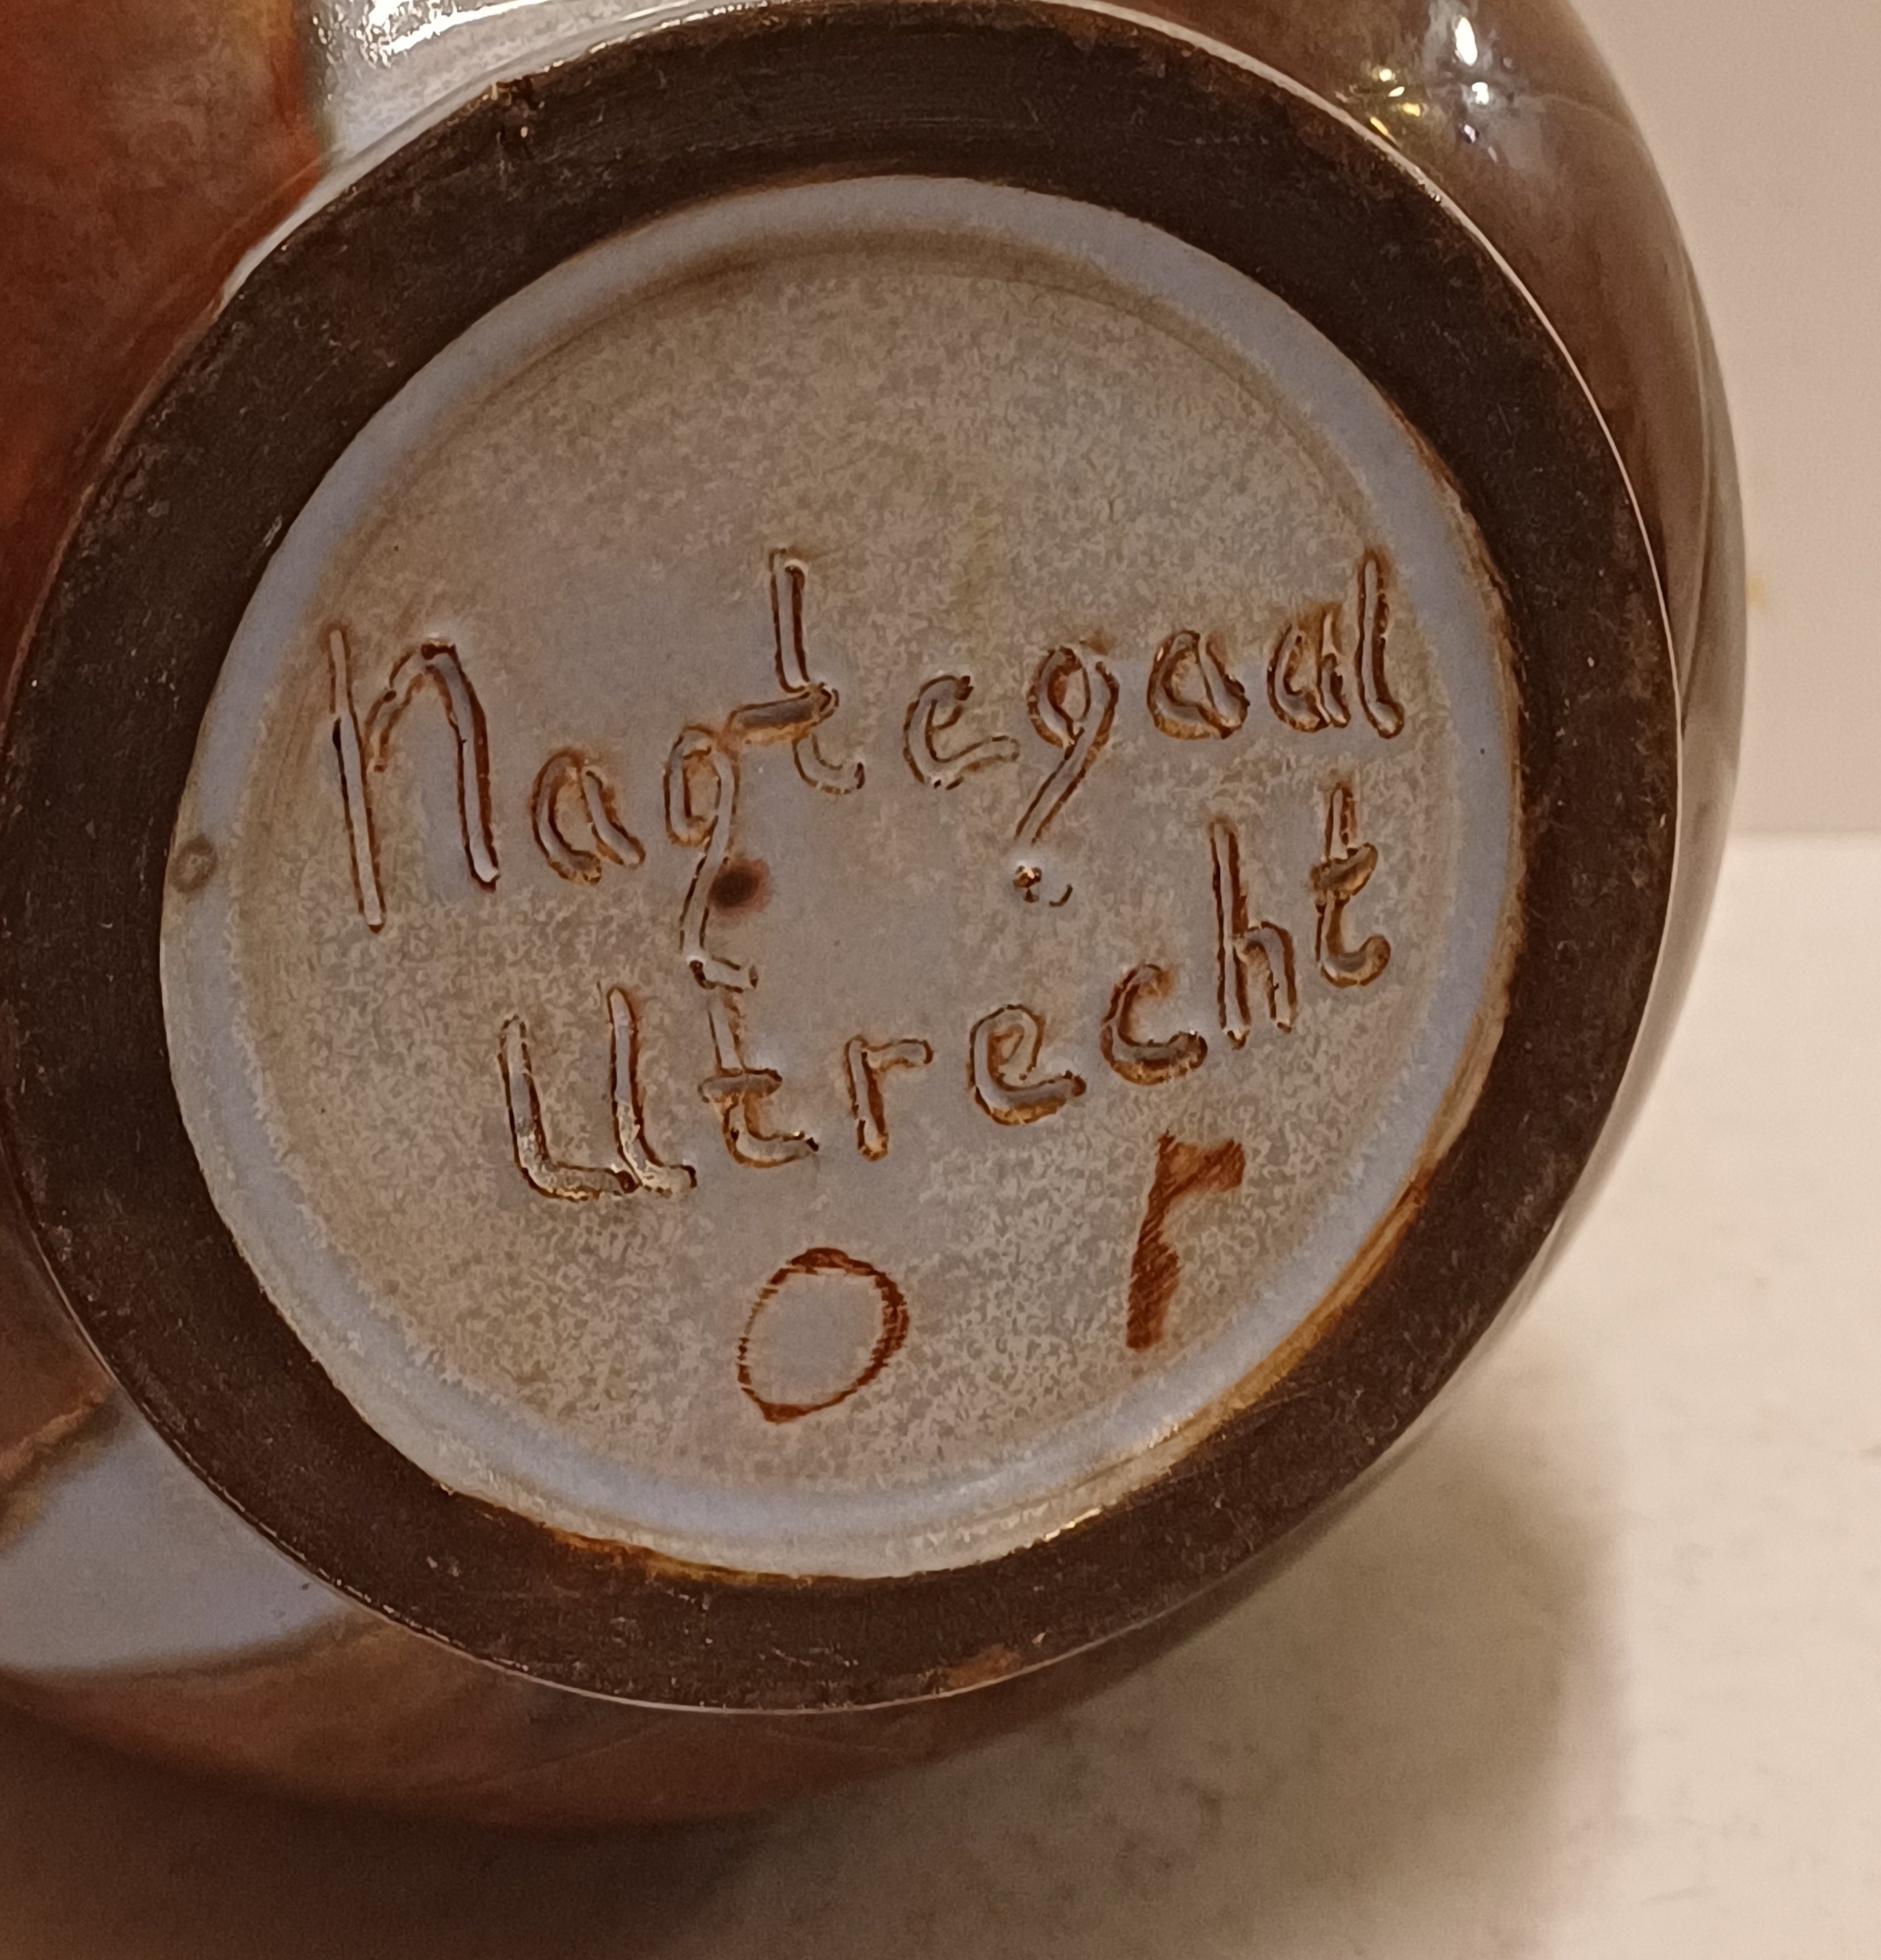 Nagtegaal
Utrecht
O r